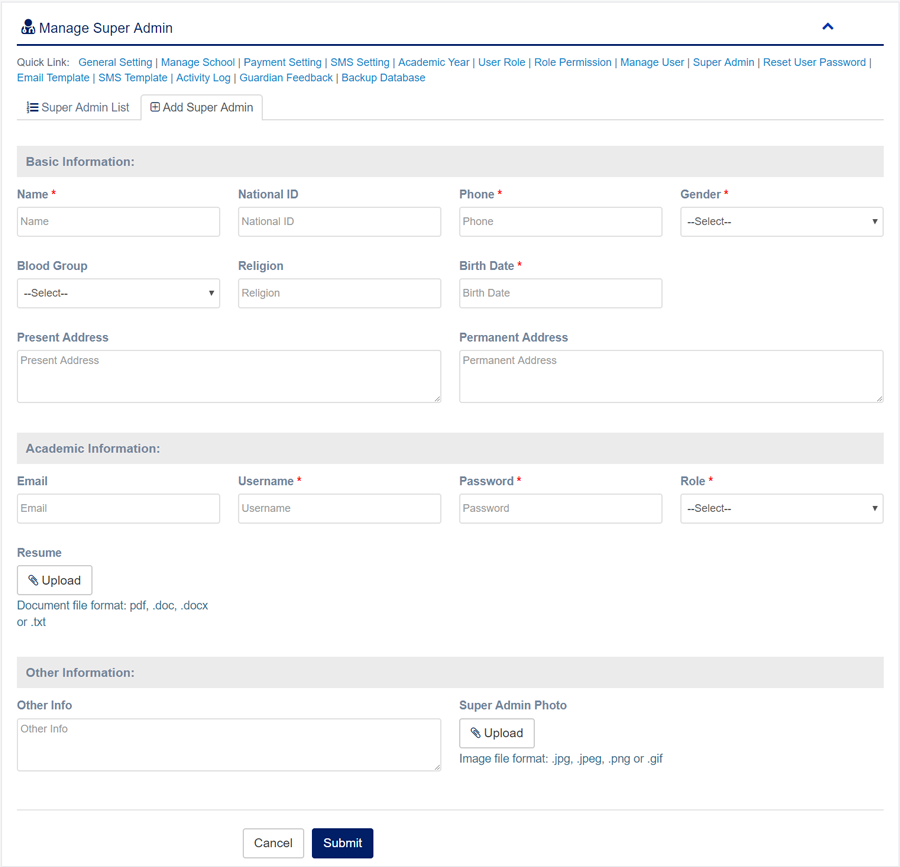 Manage Super Admin
Quick Link: General Setting | Manage School | Payment Setting | SMS Setting | Academic Year | User Role | Role Permission | Manage User | Super Admin | Reset User Password |
Email Template | SMS Template | Activity Log | Guardian Feedback | Backup Database
Super Admin List Add Super Admin
Basic Information:
Name * National ID Phone * Gender *
Name National ID Phone --Select--
Blood Group Religion Birth Date *
--Select-- Religion Birth Date
Present Address Permanent Address
Present Address Permanent Address
Academic Information:
Email Username * Password * Role *
Email Username Password --Select--
Resume
Upload
Document file format: pdf, .doc, .docx
or .txt
Other Information:
Other Info Super Admin Photo
Other Info Upload
Image file format: .jpg, .jpeg, .png or .gif
Cancel Submit